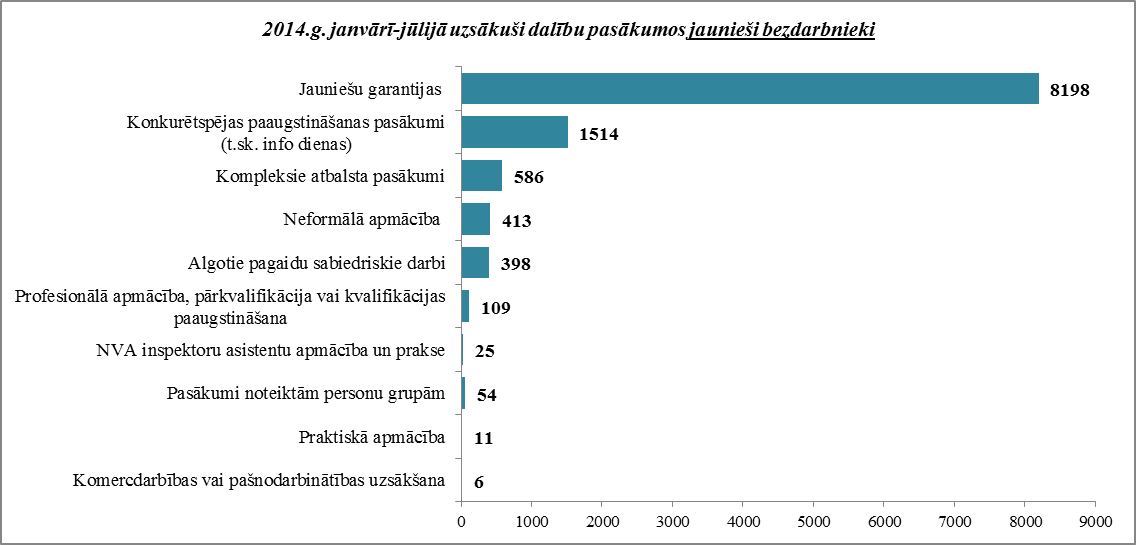 2014.g. janvārī-jūlijā uzsākuši dalību pasākumos jaunieši bezdarbnieki
Jauniešu garantijas
8198
Konkurētspējas paaugstināšanas pasākumi
(t.sk. info dienas)
1514
Kompleksie atbalsta pasākumi
586
Neformālā apmācība
413
Algotie pagaidu sabiedriskie darbi
398
Profesionālā apmācība, pārkvalifikācija vai kvalifikācijas
paaugstināšana
109
NVA inspektoru asistentu apmācība un prakse
25
Pasākumi noteiktām personu grupām
54
Praktiskā apmācība
11
Komercdarbības vai pašnodarbinātības uzsākšana
6
0 1000 2000 3000 4000 5000 6000 7000 8000 9000